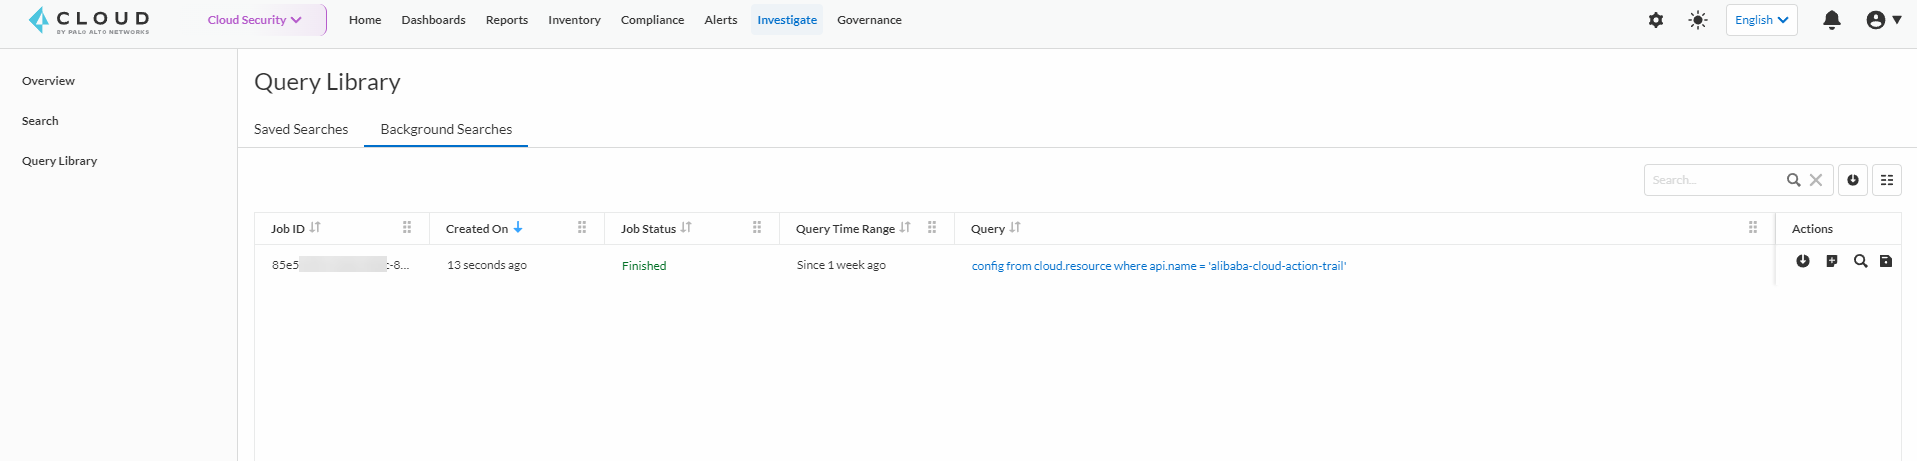 CLOUD
BY PALO ALTO NETWORKS
Cloud Security
Home Dashboards Reports Inventory Compliance Alerts Investigate Governance
English
Overview
Search
Query Library
Query Library
Saved Searches Background Searches
Search...
Job ID Created On Job Status Query Time Range Query Actions
85e5 -8... 13 seconds ago Finished Since 1 week ago config from cloud.resource where api.name = 'alibaba-cloud-action-trail'